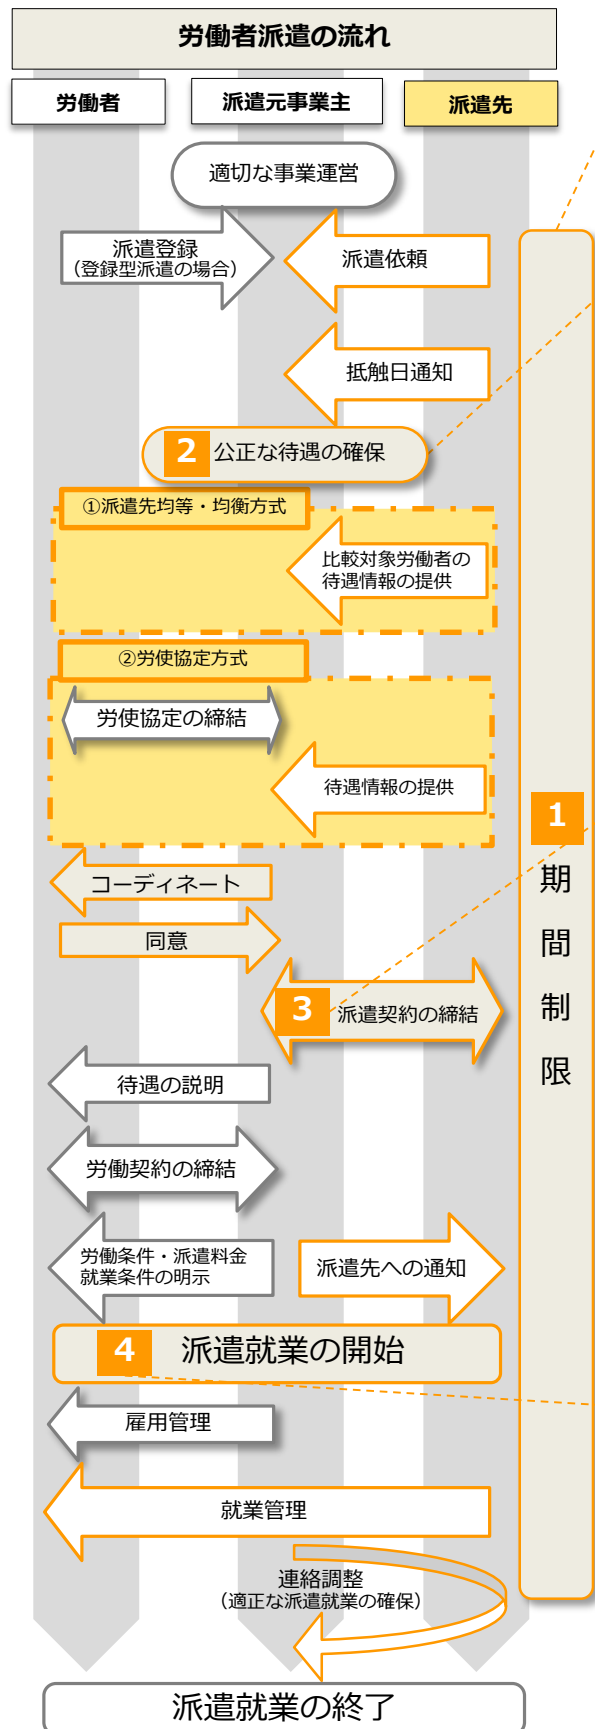 労働者派遣の流れ
労働者
派遣元事業主
派遣先
適切な事業運営
派遣登録
(登録型派遣の場合)
派遣依頼
抵触日通知
2 公正な待遇の確保
①派遣先均等・均衡方式
比較対象労働者の
待遇情報の提供
②労使協定方式
労使協定の締結
待遇情報の提供
1
期
間
制
限
コーディネート
同意
3 派遣契約の締結
待遇の説明
労働契約の締結
労働条件・派遣料金
就業条件の明示
派遣先への通知
4 派遣就業の開始
雇用管理
就業管理
連絡調整
(適正な派遣就業の確保)
派遣就業の終了